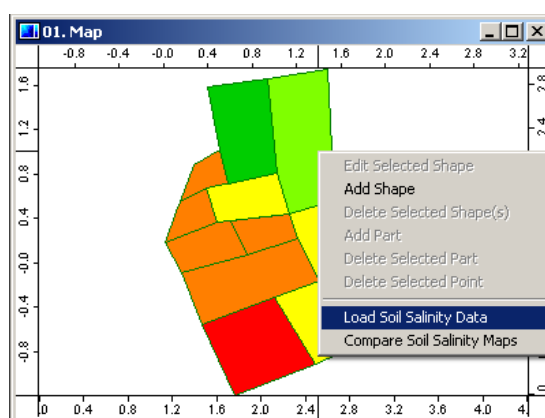 01. Map
-0.8 -0.4 -0.0 0.4 0.8 1.2 1.6 2.0 2.4 2.8 3.2
1.6
1.2
0.8
0.4
-0.0
-0.4
-0.8
2.8
2.4
Edit Selected Shape
Add Shape
Delete Selected Shape(s)
Add Part
Delete Selected Part
Delete Selected Point
Load Soil Salinity Data
Compare Soil Salinity Maps
0
0 0.4 0.8 1.2 1.6 2.0 2.4 2.8 3.2 3.6